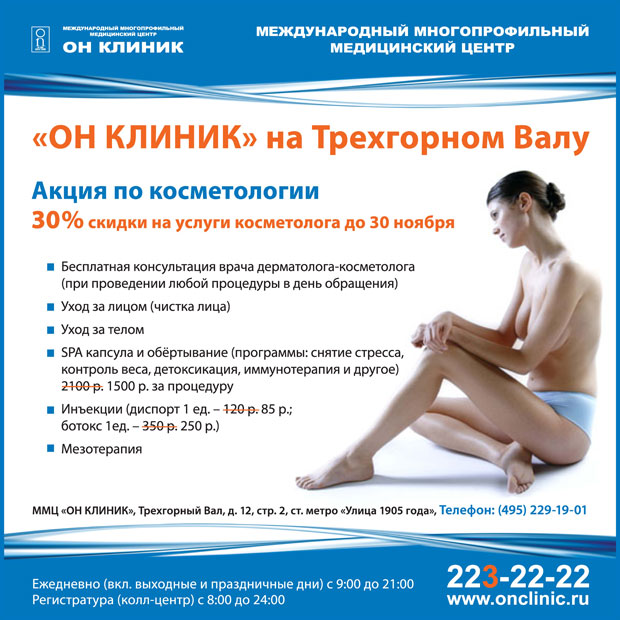 МЕЖДУНАРОДНЫЙ МНОГОПРОФИЛЬНЫЙ
МЕДИЦИНСКИЙ ЦЕНТР
ОН КЛИНИК
МЕЖДУНАРОДНЫЙ МНОГОПРОФИЛЬНЫЙ
МЕДИЦИНСКИЙ ЦЕНТР
«ОН КЛИНИК» на Трехгорном Валу
Акция по косметологии
30% скидки на услуги косметолога до 30 ноября
Бесплатная консультация врача дерматолога-косметолога
(при проведении любой процедуры в день обращения)
Уход за лицом (чистка лица)
Уход за телом
SPA капсула и обёртывание (программы: снятие стресса,
контроль веса, детоксикация, иммунотерапия и другое)
2100 р. 1500 р. за процедуру
Инъекции (диспорт 1 ед. – 120 р. 85 р.;
ботокс 1ед. – 350 р. 250 р.)
Мезотерапия
ММЦ «ОН КЛИНИК», Трехгорный Вал, д. 12, стр. 2, ст. метро «Улица 1905 года», Телефон: (495) 229-19-01
Ежедневно (вкл. выходные и праздничные дни) с 9:00 до 21:00
Регистратура (колл-центр) с 8:00 до 24:00
223-22-22
www.onclinic.ru